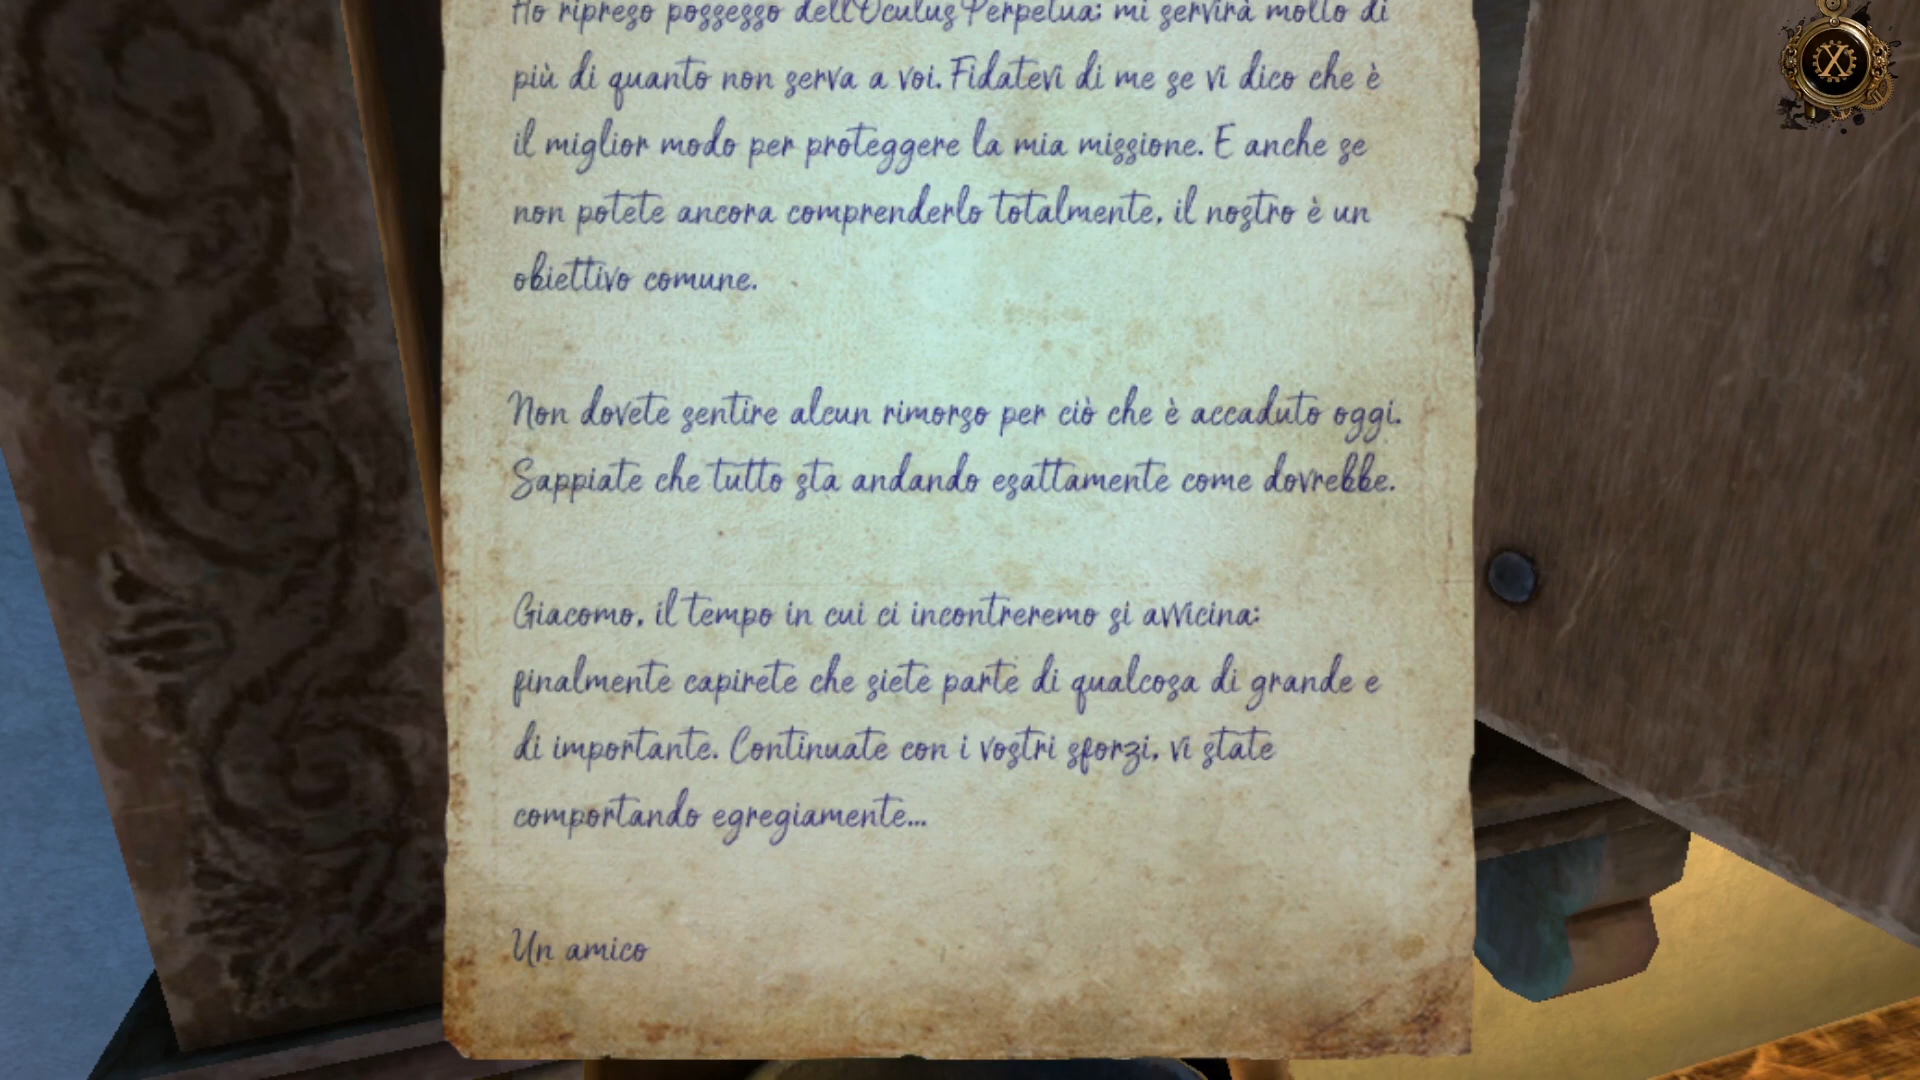 Ho ripreso possesso dell'Oculus Perpetua: mi servirà molto di
più di quanto non serva a voi. Fidatevi di me se vi dico che è
il miglior modo per proteggere la mia missione. E anche se
non potete ancora comprenderlo totalmente, il nostro è un
obiettivo comune.
Non dovete sentire alcun rimorso per ciò che è accaduto oggi.
Sappiate che tutto sta andando esattamente come dovrebbe.
Giacomo, il tempo in cui ci incontreremo si avvicina:
finalmente capirete che siete parte di qualcosa di grande e
di importante. Continuate con i vostri sforzi, vi state
comportando egregiamente...
Un amico